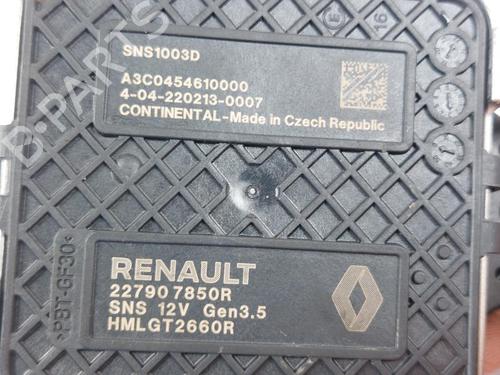 SNS1003D
A3C0454610000
4-04-220213-0007
CONTINENTAL-Made in Czech Republic
16
>PBT-GF30<
RENAULT
227907850R
SNS 12V Gen3.5
HMLGT2660R
B-PARTS